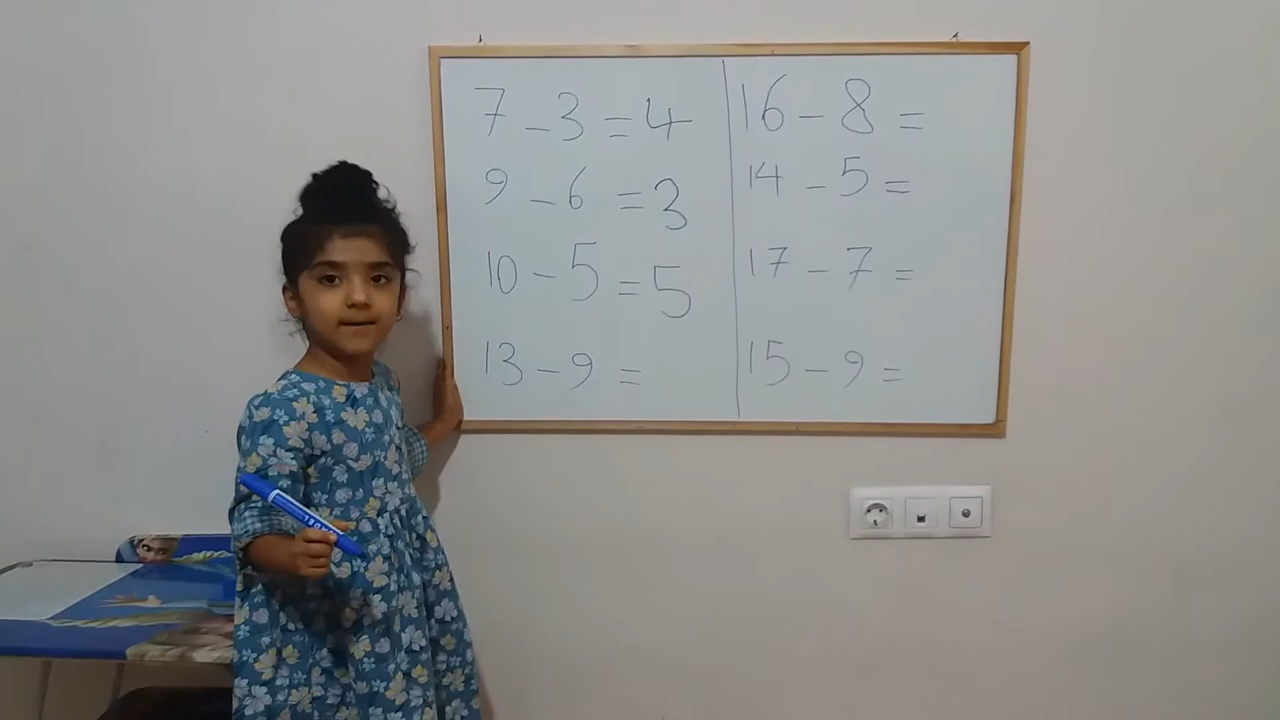 7 - 3 = 4
9 - 6 = 3
10 - 5 = 5
13 - 9 =
16 - 8 =
14 - 5 =
17 - 7 =
15 - 9 =